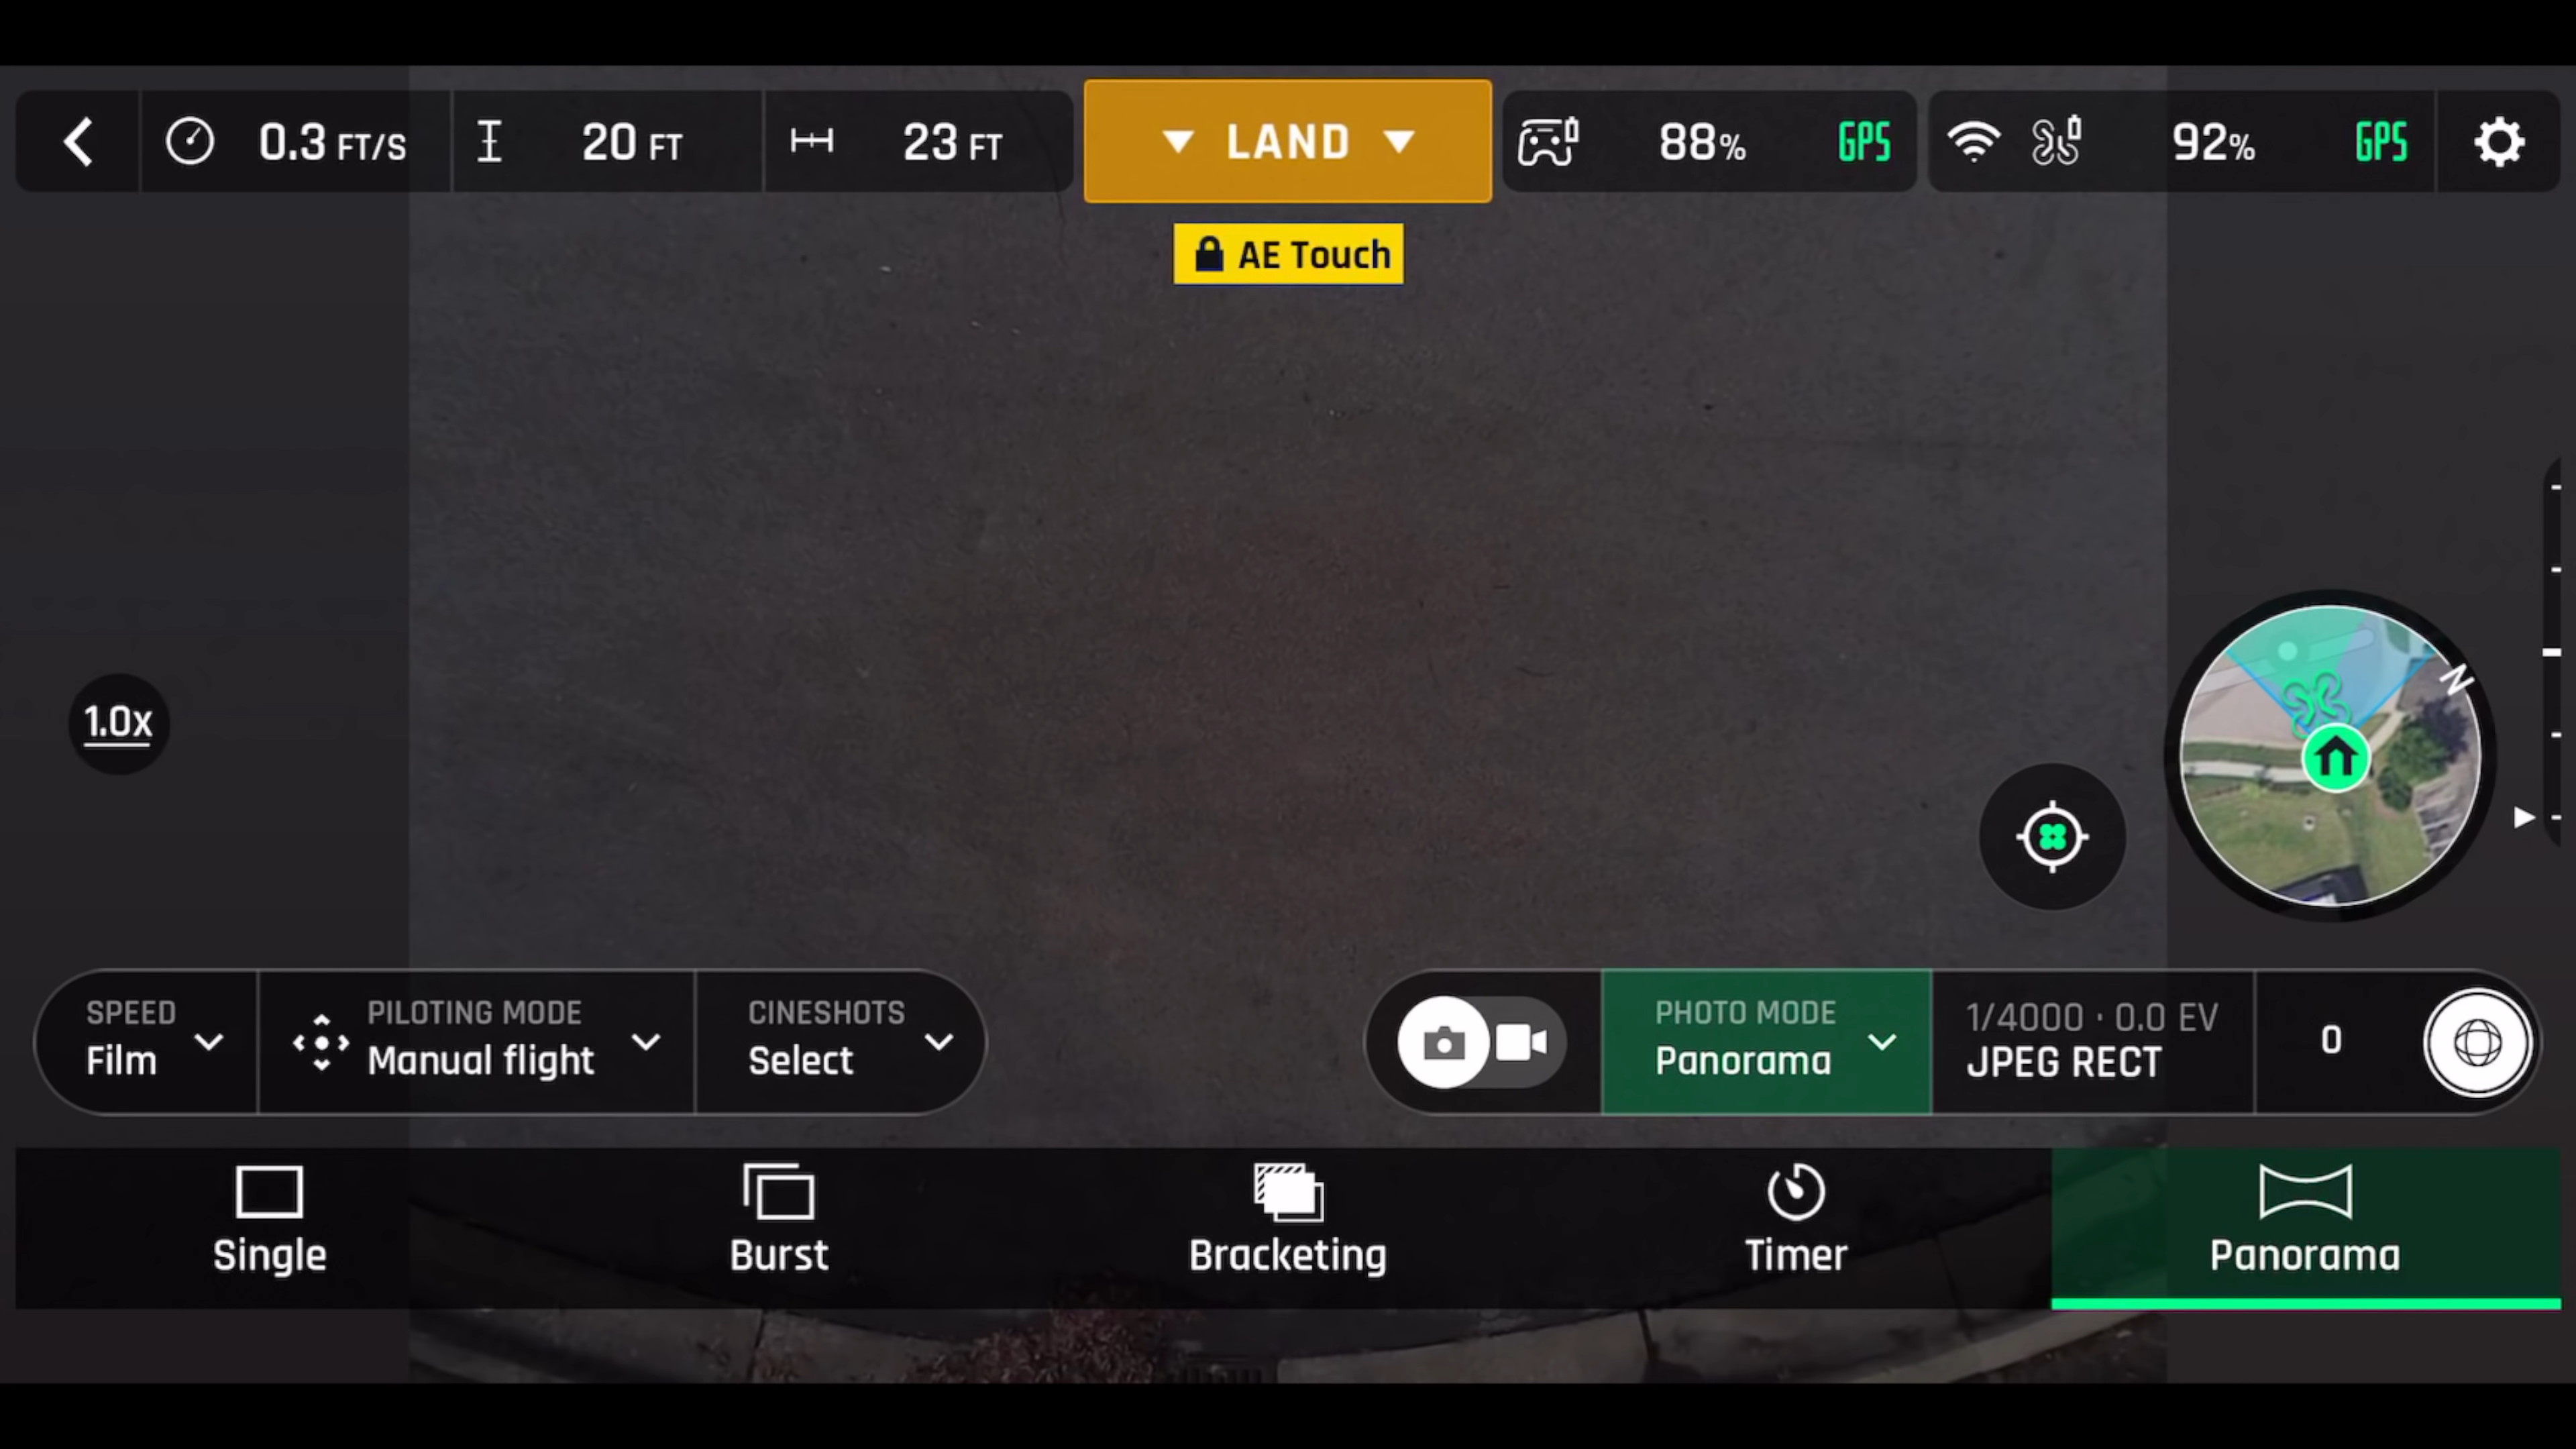 0.3 FT/S
20 FT
23 FT
LAND
88%
GPS
92%
GPS
AE Touch
N
1.0x
SPEED
Film
PILOTING MODE
Manual flight
CINESHOTS
Select
PHOTO MODE
Panorama
1/4000 · 0.0 EV
JPEG RECT
0
Single
Burst
Bracketing
Timer
Panorama